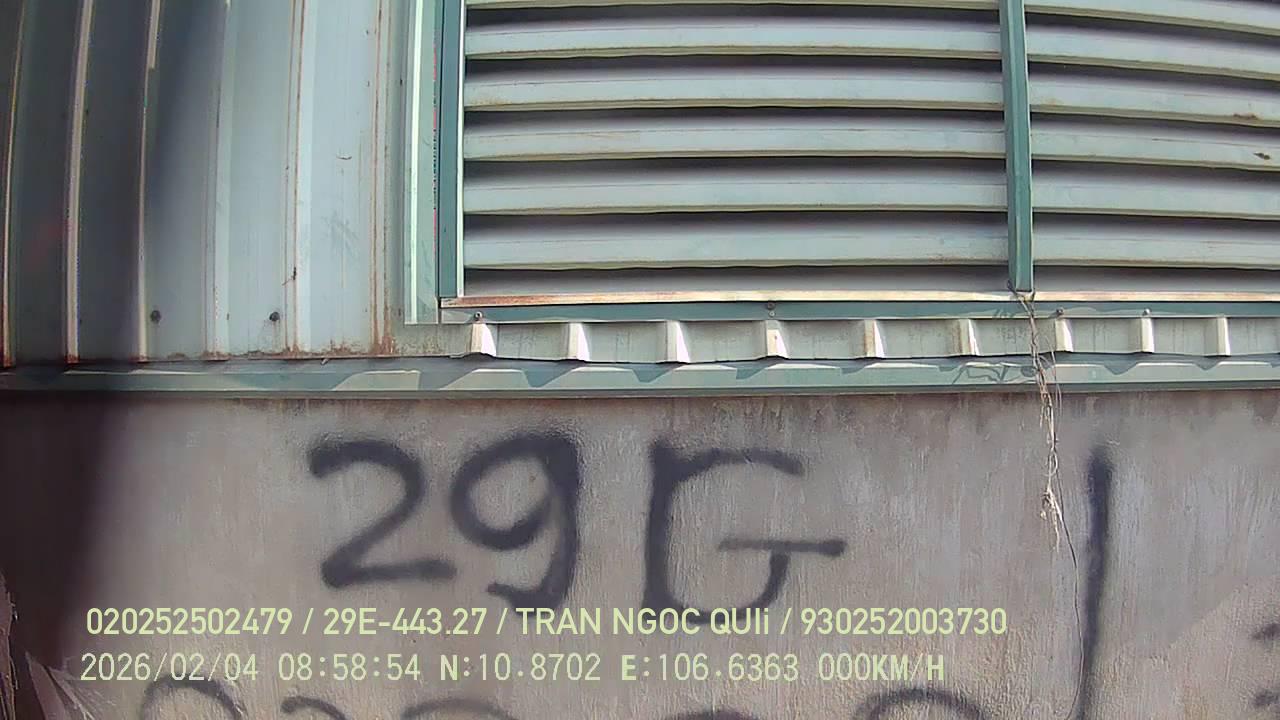 29G
020252502479 / 29E-443.27 / TRAN NGOC QUIi / 930252003730
2026/02/04 08:58:54 N:10.8702 E:106.6363 000KM/H